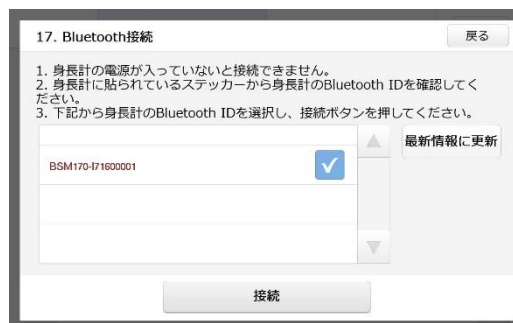 17. Bluetooth接続
戻る
1. 身長計の電源が入っていないと接続できません。
2. 身長計に貼られているステッカーから身長計のBluetooth IDを確認してく
ださい。
3. 下記から身長計のBluetooth IDを選択し、接続ボタンを押してください。
最新情報に更新
BSM170-I71600001
接続